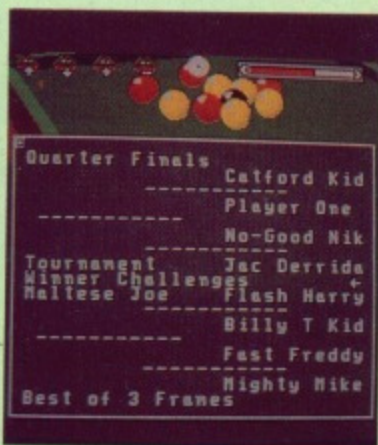 Quarter Finals
Catford Kid
Player One
No-Good Nik
Tournament Jac Derrida
Winner Challenges
Maltese Joe Flash Harry
Billy T Kid
Fast Freddy
Mighty Mike
Best of 3 Frames